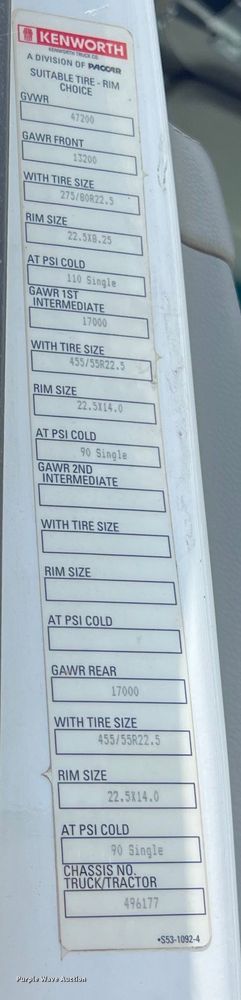 KENWORTH
KENWORTH TRUCK CO.
A DIVISION OF PACCAR
SUITABLE TIRE - RIM
CHOICE
GVWR
47200
GAWR FRONT
13200
WITH TIRE SIZE
275/80R22.5
RIM SIZE
22.5X8.25
AT PSI COLD
110 Single
GAWR 1ST
INTERMEDIATE
17000
WITH TIRE SIZE
455/55R22.5
RIM SIZE
22.5X14.0
AT PSI COLD
90 Single
GAWR 2ND
INTERMEDIATE
WITH TIRE SIZE
RIM SIZE
AT PSI COLD
GAWR REAR
17000
WITH TIRE SIZE
455/55R22.5
RIM SIZE
22.5X14.0
AT PSI COLD
90 Single
CHASSIS NO.
TRUCK/TRACTOR
496177
•S53-1092-4
Purple Wave Auction